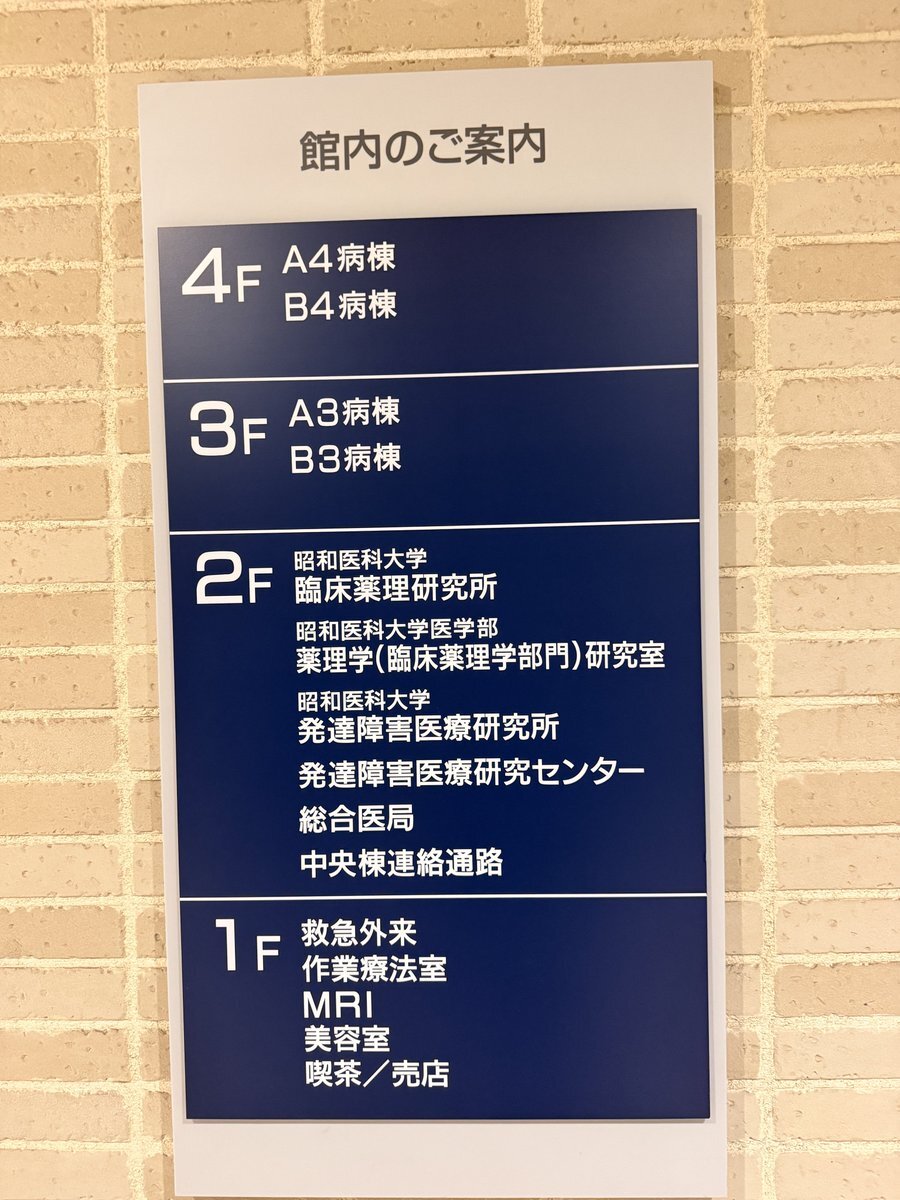 館内のご案内
4F A4病棟
B4病棟
3F A3病棟
B3病棟
2F 昭和医科大学
臨床薬理研究所
昭和医科大学医学部
薬理学(臨床薬理学部門)研究室
昭和医科大学
発達障害医療研究所
発達障害医療研究センター
総合医局
中央棟連絡通路
1F 救急外来
作業療法室
MRI
美容室
喫茶／売店